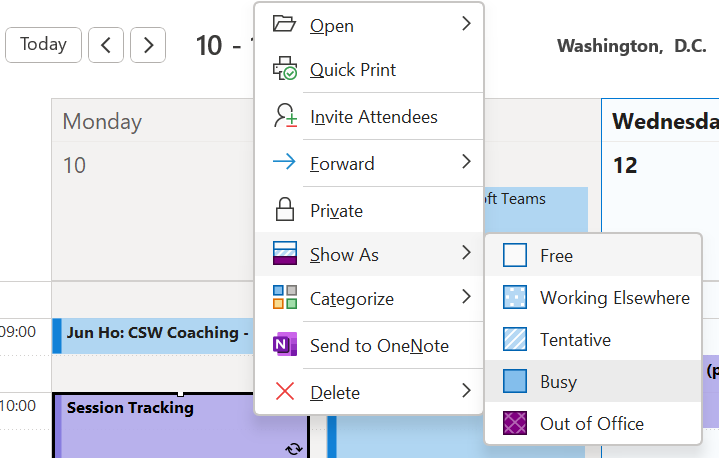 Today
10 -
Washington, D.C.
Monday
10
Wednesda
12
Open
Quick Print
Invite Attendees
Forward
Private
Show As
Categorize
Send to OneNote
Delete
oft Teams
Free
Working Elsewhere
Tentative
Busy
Out of Office
09:00
Jun Ho: CSW Coaching -
10:00
Session Tracking
(p